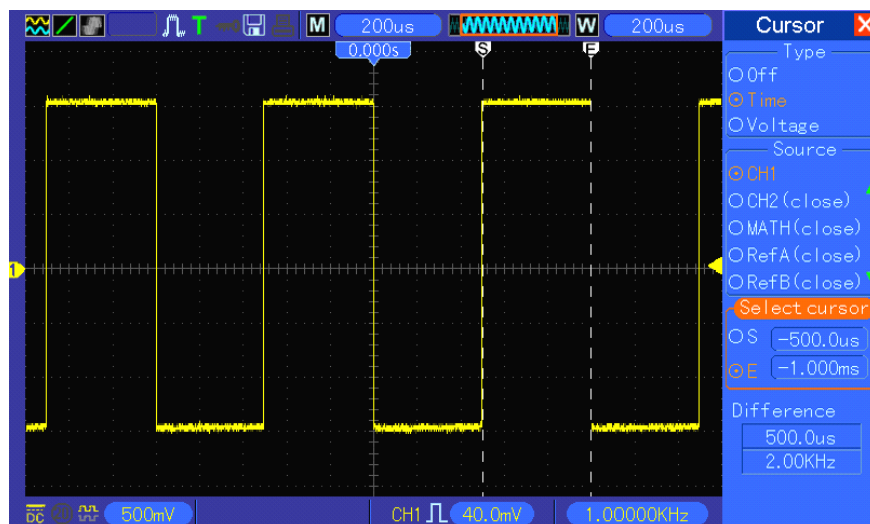 T M 200us W 200us Cursor X
0.000s
S E
Type
Off
Time
Voltage
Source
CH1
CH2(close)
MATH(close)
RefA(close)
1
RefB(close)
Select cursor
S -500.0us
E -1.000ms
Difference
500.0us
2.00KHz
DC 500mV CH1 40.0mV 1.00000KHz